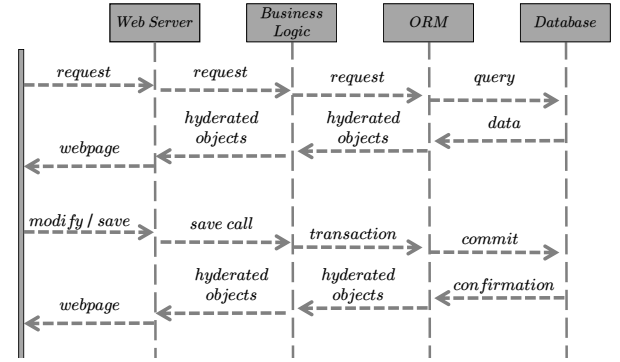 Web Server
Business
Logic
ORM
Database
request
request
request
query
hyderated
objects
hyderated
objects
data
webpage
modify / save
save call
transaction
commit
hyderated
objects
hyderated
objects
confirmation
webpage